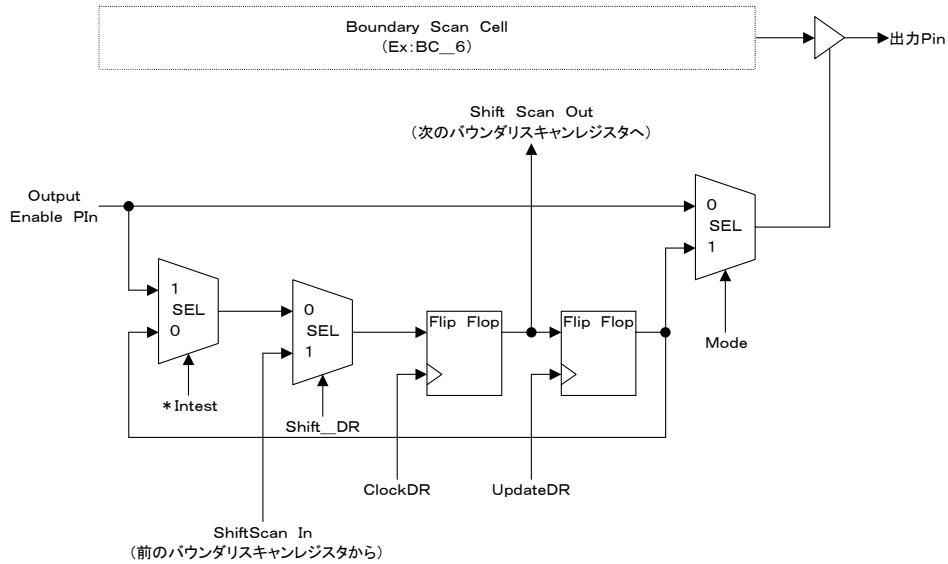 Boundary Scan Cell
(Ex:BC__6)
出力Pin
Shift Scan Out
(次のバウンダリスキャンレジスタへ)
Output
Enable PIn
0
SEL
1
1
SEL
0
0
SEL
1
Flip Flop
Flip Flop
Mode
*Intest
Shift__DR
ClockDR
UpdateDR
ShiftScan In
(前のバウンダリスキャンレジスタから)